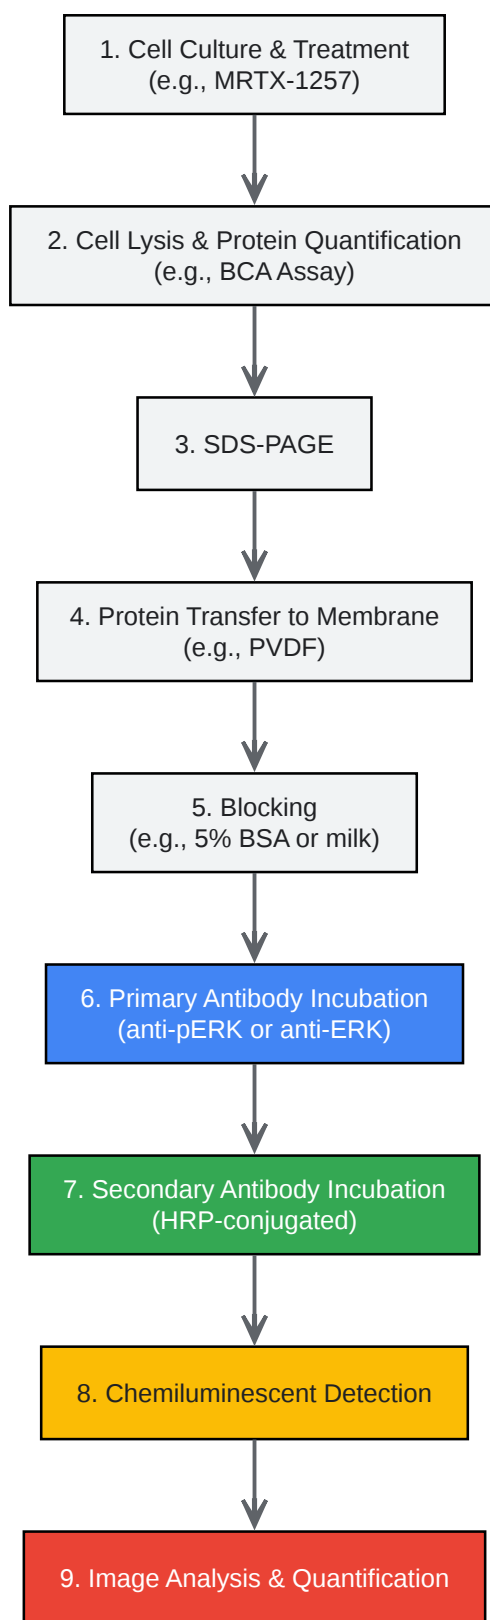 1. Cell Culture & Treatment
(e.g., MRTX-1257)
2. Cell Lysis & Protein Quantification
(e.g., BCA Assay)
3. SDS-PAGE
4. Protein Transfer to Membrane
(e.g., PVDF)
5. Blocking
(e.g., 5% BSA or milk)
6. Primary Antibody Incubation
(anti-pERK or anti-ERK)
7. Secondary Antibody Incubation
(HRP-conjugated)
8. Chemiluminescent Detection
9. Image Analysis & Quantification